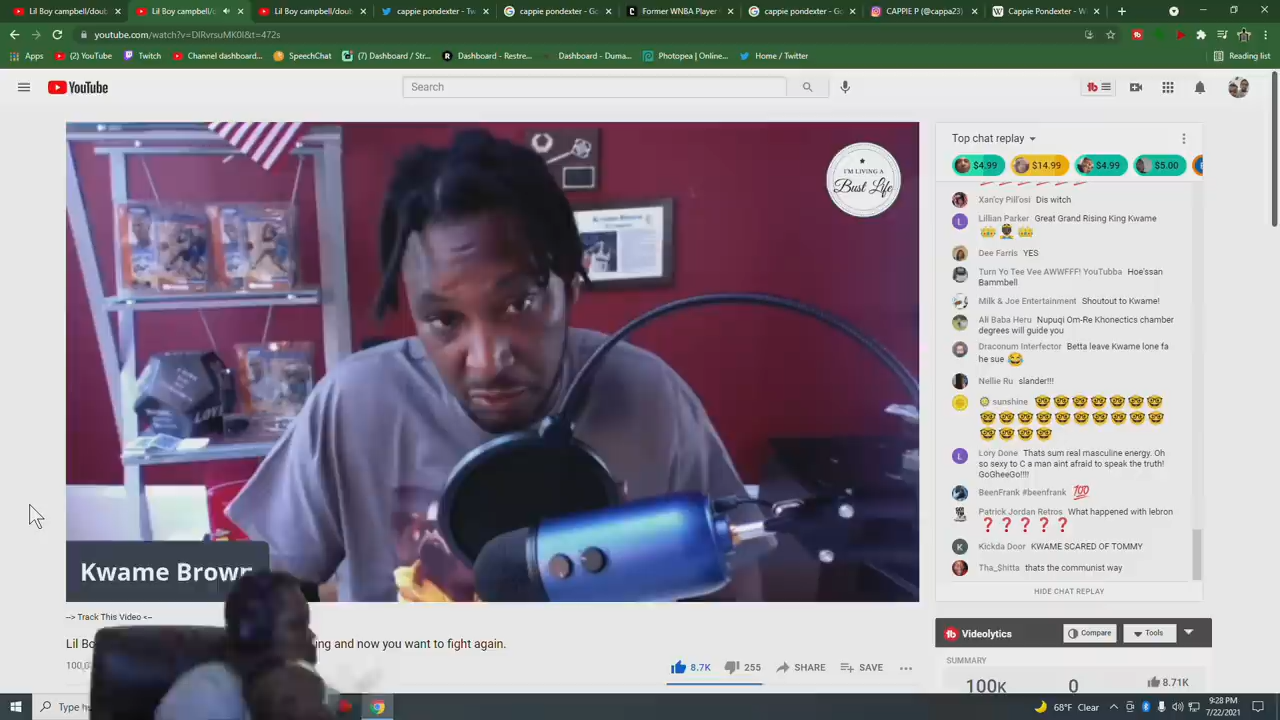 Lil Boy campbell/doub
Lil Boy campbell/
Lil Boy campbell/doub
cappie pondexter - Tw
cappie pondexter - Go
Former WNBA Player
cappie pondexter - G
CAPPIE P (@cappa23)
Cappie Pondexter - W
youtube.com/watch?v=DIRvrsuMK0I&t=472s
Apps
(2) YouTube
Twitch
Channel dashboard...
SpeechChat
Dashboard / Str...
Dashboard - Restre...
Dashboard - Duma...
Photopea | Online...
Home / Twitter
Reading list
YouTube
Search
I'M LIVING A
Bust Life
Kwame Brown
Top chat replay
$4.99
$14.99
$4.99
$5.00
Xan'cy Pill'osi Dis witch
Lillian Parker Great Grand Rising King Kwame
👑 👑
Dee Farris YES
Turn Yo Tee Vee AWWFFF! YouTubba Hoe'ssan
Bammbell
Milk & Joe Entertainment Shoutout to Kwame!
Ali Baba Heru Nupuqi Om-Re Khonectics chamber
degrees will guide you
Draconum Interfector Betta leave Kwame lone fa
he sue 😂
Nellie Ru slander!!!
sunshine 🤓🤓🤓🤓🤓🤓🤓
🤓🤓🤓🤓🤓🤓🤓🤓🤓🤓
🤓🤓🤓🤓
Lory Done Thats sum real masculine energy. Oh
so sexy to C a man aint afraid to speak the truth!
GoGheeGo!!!!
BeenFrank #beenfrank 💯
Patrick Jordan Retros What happened with lebron
❓❓❓❓❓
Kickda Door KWAME SCARED OF TOMMY
Tha_$hitta thats the communist way
HIDE CHAT REPLAY
--> Track This Video <--
Lil Bo
ing and now you want to fight again.
8.7K
255
SHARE
SAVE
Videolytics
Compare
Tools
SUMMARY
100K
0
8.71K
Type h
68°F Clear
9:28 PM
7/22/2021